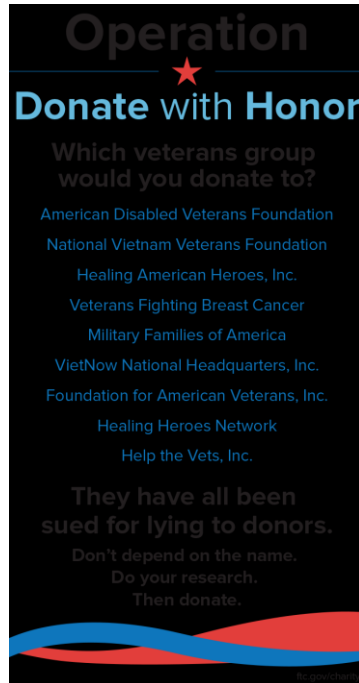 Operation
Donate with Honor
Which veterans group
would you donate to?
American Disabled Veterans Foundation
National Vietnam Veterans Foundation
Healing American Heroes, Inc.
Veterans Fighting Breast Cancer
Military Families of America
VietNow National Headquarters, Inc.
Foundation for American Veterans, Inc.
Healing Heroes Network
Help the Vets, Inc.
They have all been
sued for lying to donors.
Don't depend on the name.
Do your research.
Then donate.